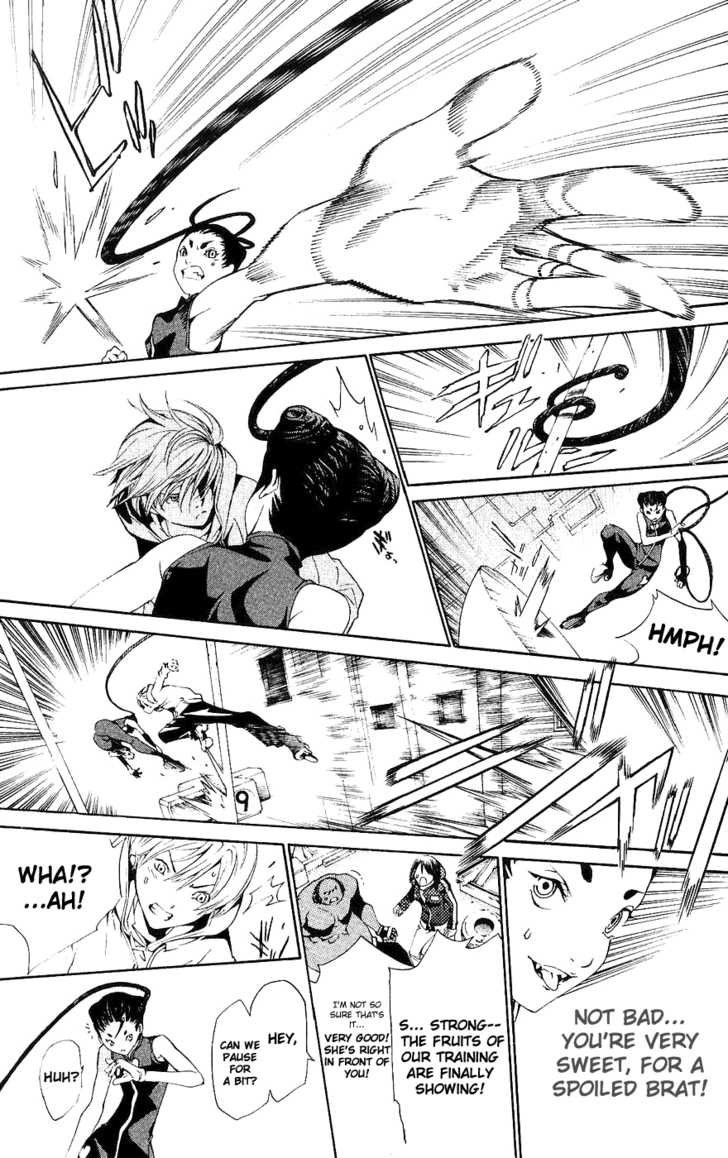 HMPH!
9
NOT BAD...
YOU'RE VERY
SWEET, FOR A
SPOILED BRAT!
S... STRONG--
THE FRUITS OF
OUR TRAINING
ARE FINALLY
SHOWING!
I'M NOT SO
SURE THAT'S
IT...
VERY GOOD!
SHE'S RIGHT
IN FRONT OF
YOU!
WHA!?
...AH!
HEY,
CAN WE
PAUSE
FOR
A BIT?
HUH?